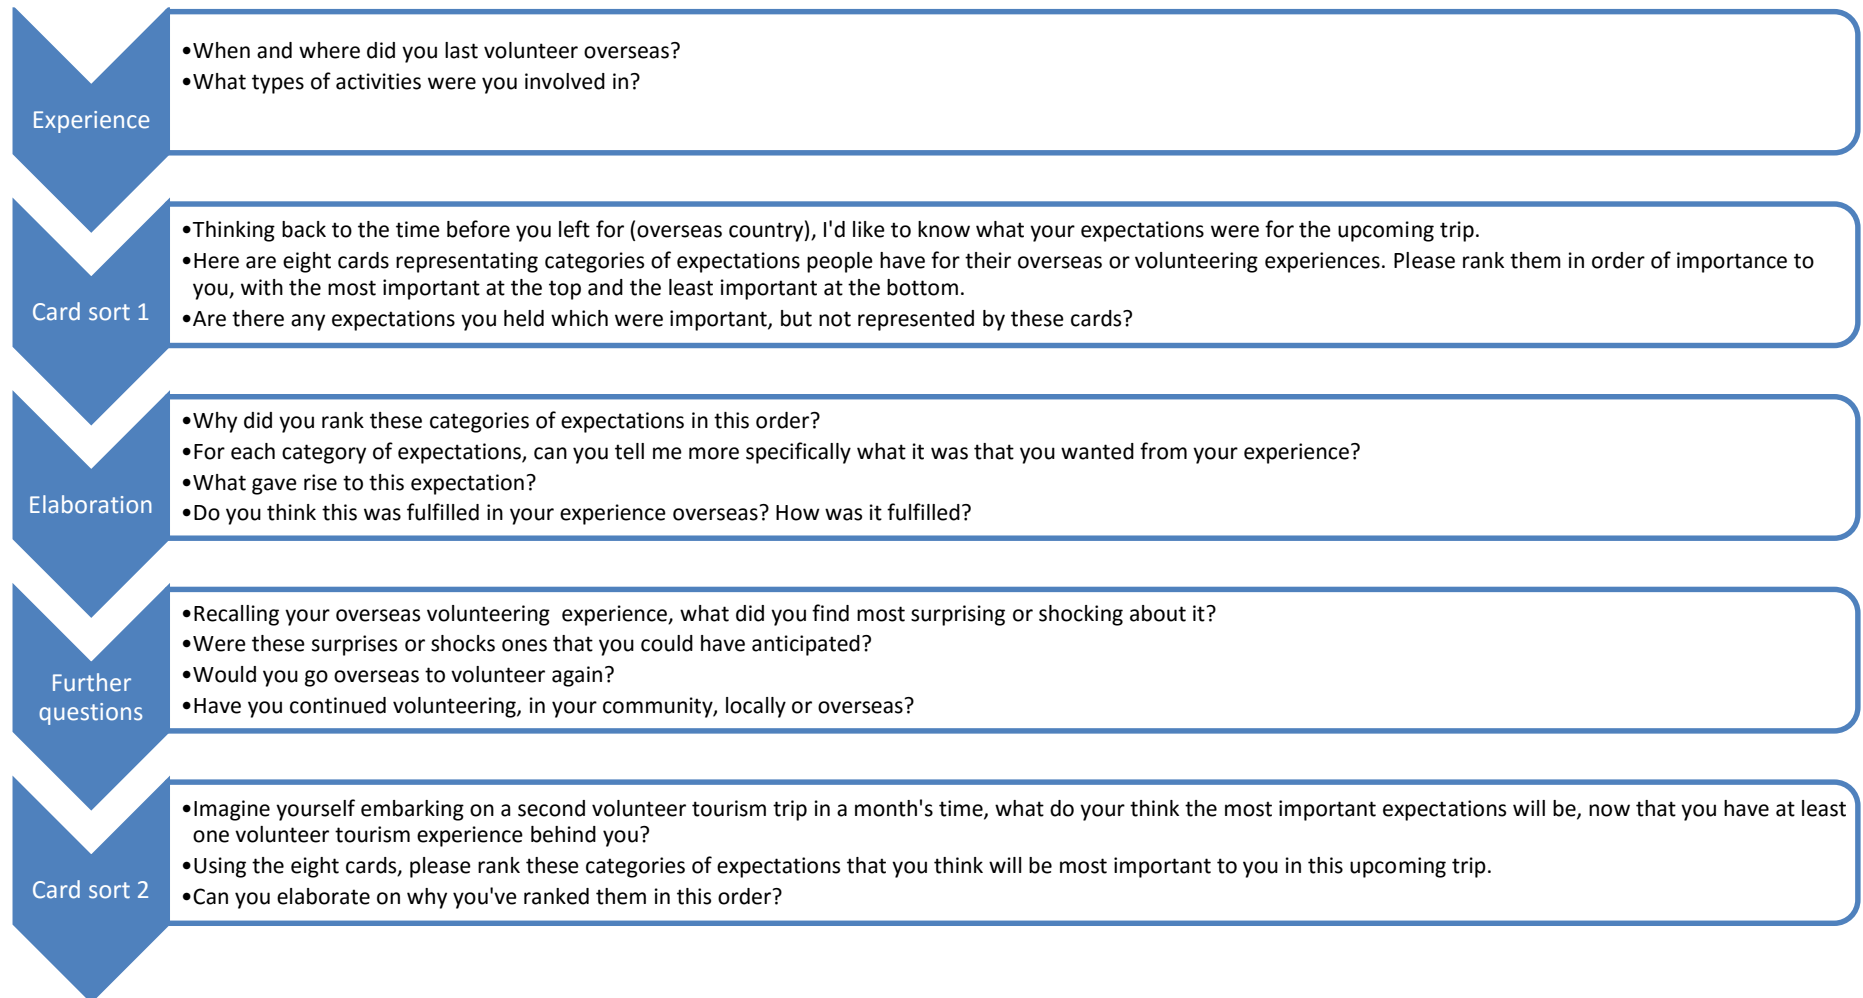 Experience
•When and where did you last volunteer overseas?
•What types of activities were you involved in?
Card sort 1
•Thinking back to the time before you left for (overseas country), I'd like to know what your expectations were for the upcoming trip.
•Here are eight cards representating categories of expectations people have for their overseas or volunteering experiences. Please rank them in order of importance to
you, with the most important at the top and the least important at the bottom.
•Are there any expectations you held which were important, but not represented by these cards?
Elaboration
•Why did you rank these categories of expectations in this order?
•For each category of expectations, can you tell me more specifically what it was that you wanted from your experience?
•What gave rise to this expectation?
•Do you think this was fulfilled in your experience overseas? How was it fulfilled?
Further
questions
•Recalling your overseas volunteering  experience, what did you find most surprising or shocking about it?
•Were these surprises or shocks ones that you could have anticipated?
•Would you go overseas to volunteer again?
•Have you continued volunteering, in your community, locally or overseas?
Card sort 2
•Imagine yourself embarking on a second volunteer tourism trip in a month's time, what do your think the most important expectations will be, now that you have at least
one volunteer tourism experience behind you?
•Using the eight cards, please rank these categories of expectations that you think will be most important to you in this upcoming trip.
•Can you elaborate on why you've ranked them in this order?